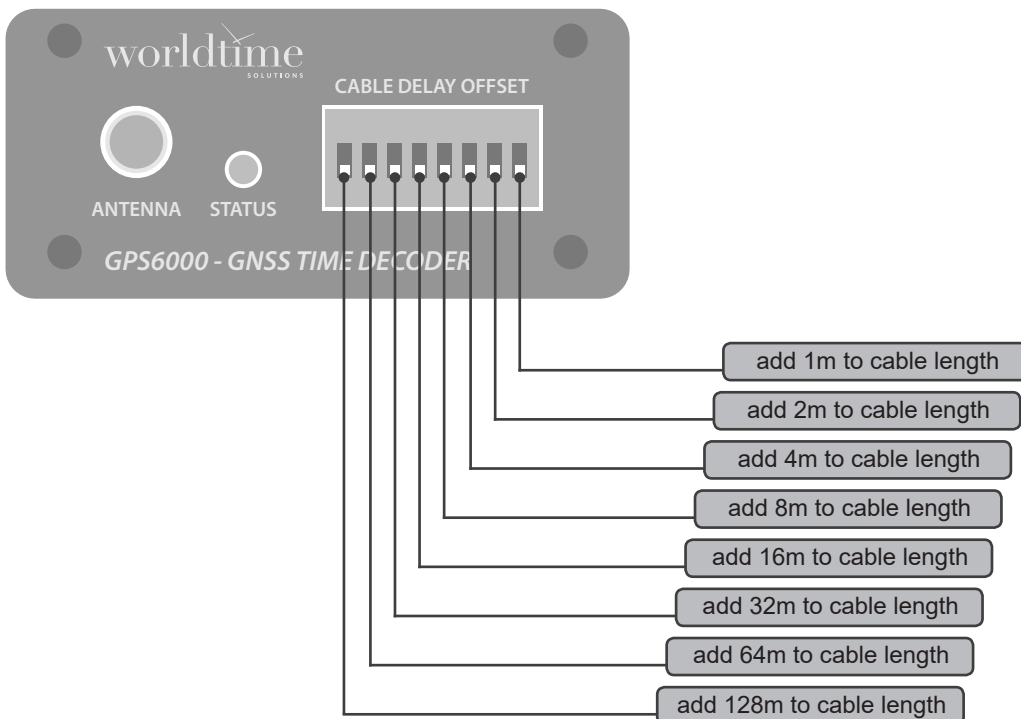 worldtime
SOLUTIONS
CABLE DELAY OFFSET
ANTENNA
STATUS
GPS6000 - GNSS TIME DECODER
add 1m to cable length
add 2m to cable length
add 4m to cable length
add 8m to cable length
add 16m to cable length
add 32m to cable length
add 64m to cable length
add 128m to cable length